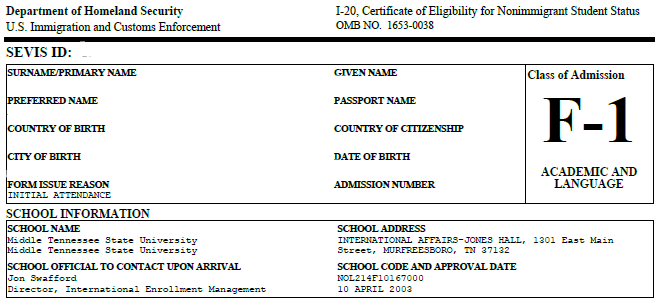 Department of Homeland Security
U.S. Immigration and Customs Enforcement
I-20, Certificate of Eligibility for Nonimmigrant Student Status
OMB NO. 1653-0038
SEVIS ID:
SURNAME/PRIMARY NAME
GIVEN NAME
PREFERRED NAME
PASSPORT NAME
COUNTRY OF BIRTH
COUNTRY OF CITIZENSHIP
CITY OF BIRTH
DATE OF BIRTH
FORM ISSUE REASON
INITIAL ATTENDANCE
ADMISSION NUMBER
Class of Admission
F-1
ACADEMIC AND
LANGUAGE
SCHOOL INFORMATION
SCHOOL NAME
Middle Tennessee State University
Middle Tennessee State University
SCHOOL ADDRESS
INTERNATIONAL AFFAIRS-JONES HALL, 1301 East Main
Street, MURFREESBORO, TN 37132
SCHOOL OFFICIAL TO CONTACT UPON ARRIVAL
Jon Swafford
Director, International Enrollment Management
SCHOOL CODE AND APPROVAL DATE
NOL214F10167000
10 APRIL 2003